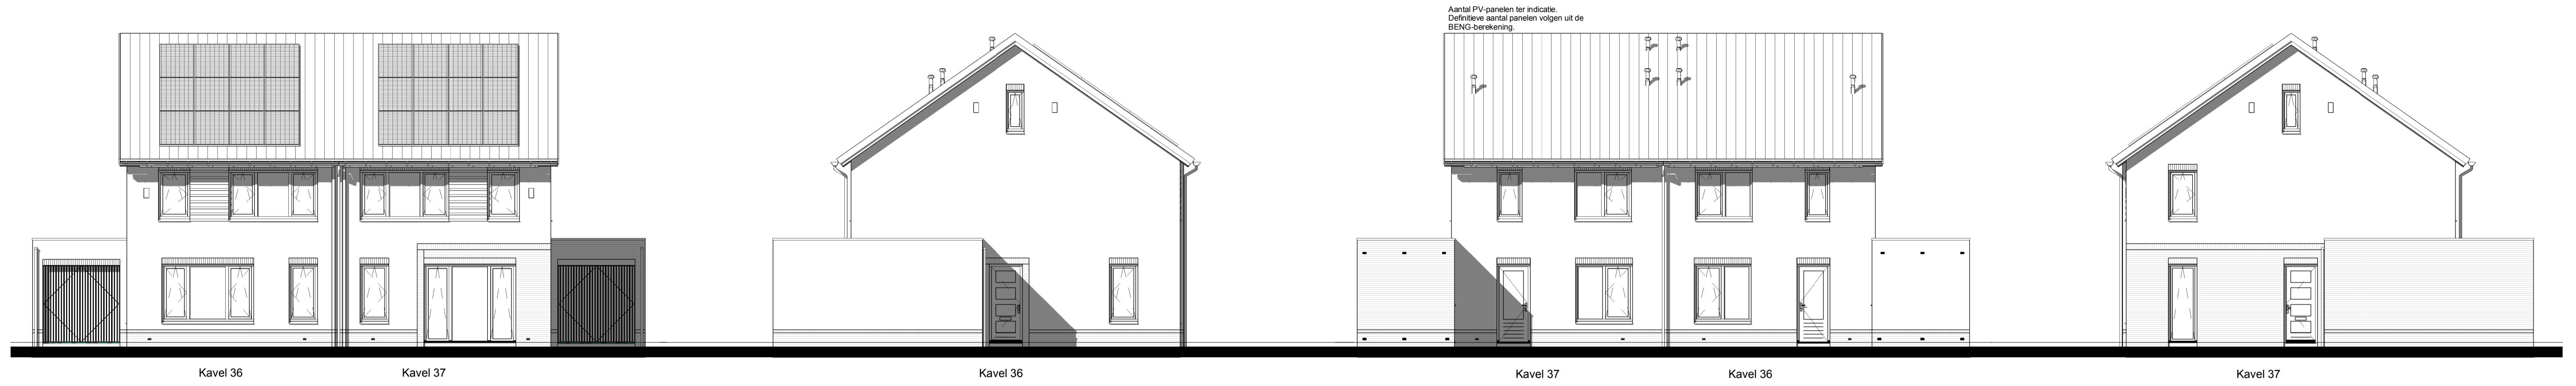 Aantal PV-panelen ter indicatie.
Definitieve aantal panelen volgen uit de
BENG-berekening.
Kavel 36
Kavel 37
Kavel 36
Kavel 37
Kavel 36
Kavel 37